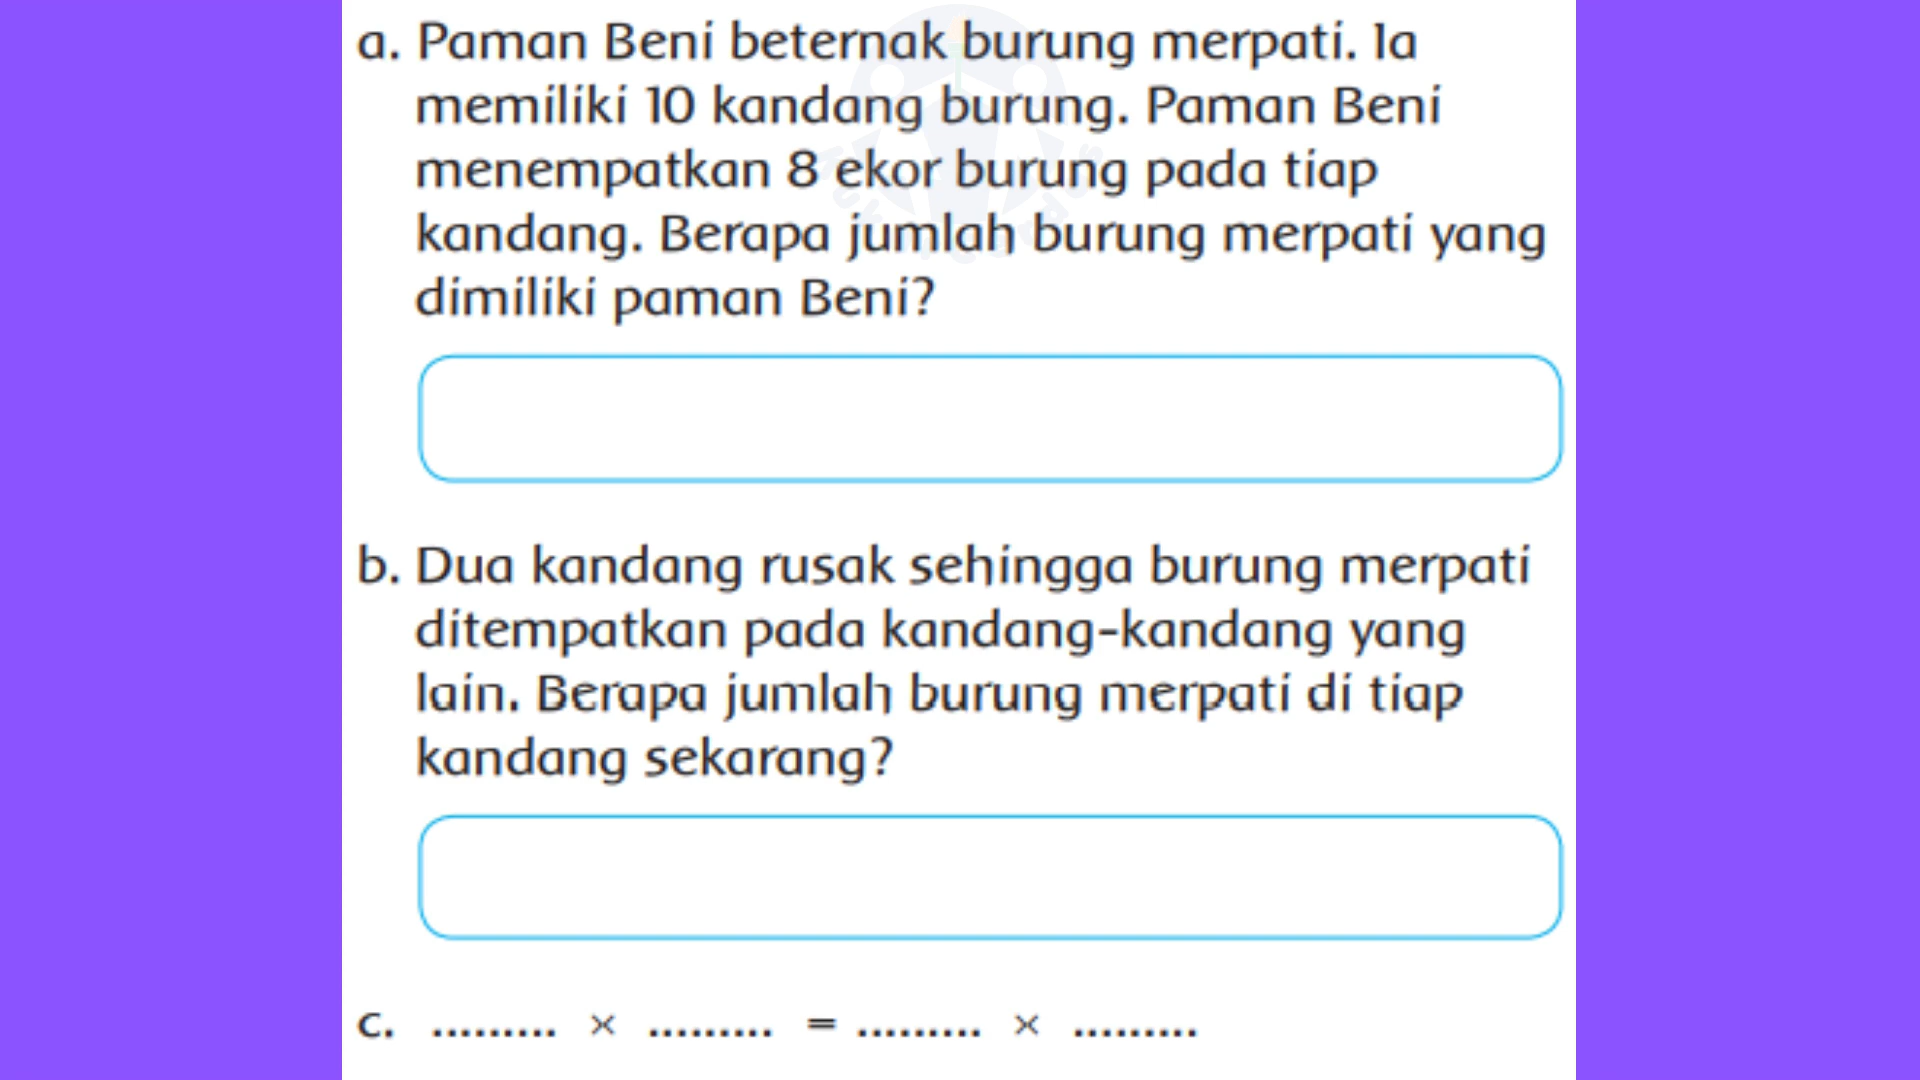 a. Paman Beni beternak burung merpati. Ia
memiliki 10 kandang burung. Paman Beni
menempatkan 8 ekor burung pada tiap
kandang. Berapa jumlah burung merpati yang
dimiliki paman Beni?
b. Dua kandang rusak sehingga burung merpati
ditempatkan pada kandang-kandang yang
lain. Berapa jumlah burung merpati di tiap
kandang sekarang?
c. ......... × ......... = ......... × .........